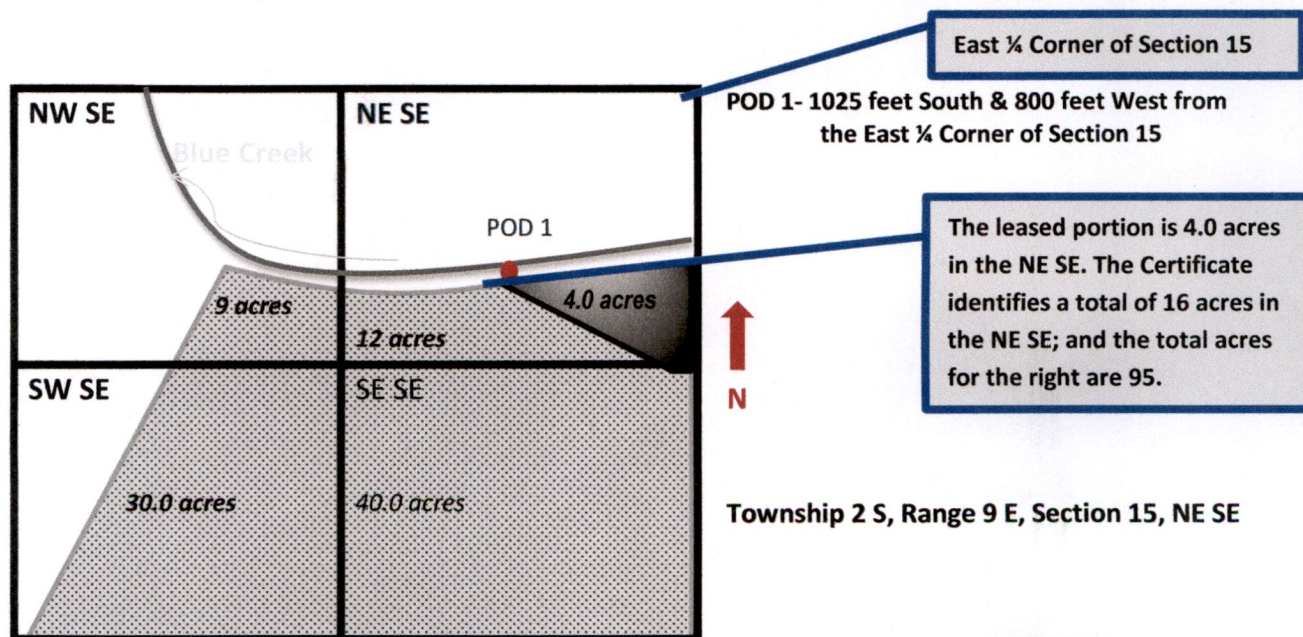 East ¼ Corner of Section 15
NW SE
NE SE
POD 1- 1025 feet South & 800 feet West from
the East ¼ Corner of Section 15
Blue Creek
POD 1
The leased portion is 4.0 acres
in the NE SE. The Certificate
identifies a total of 16 acres in
the NE SE; and the total acres
for the right are 95.
9 acres
4.0 acres
12 acres
N
SW SE
SE SE
30.0 acres
40.0 acres
Township 2 S, Range 9 E, Section 15, NE SE